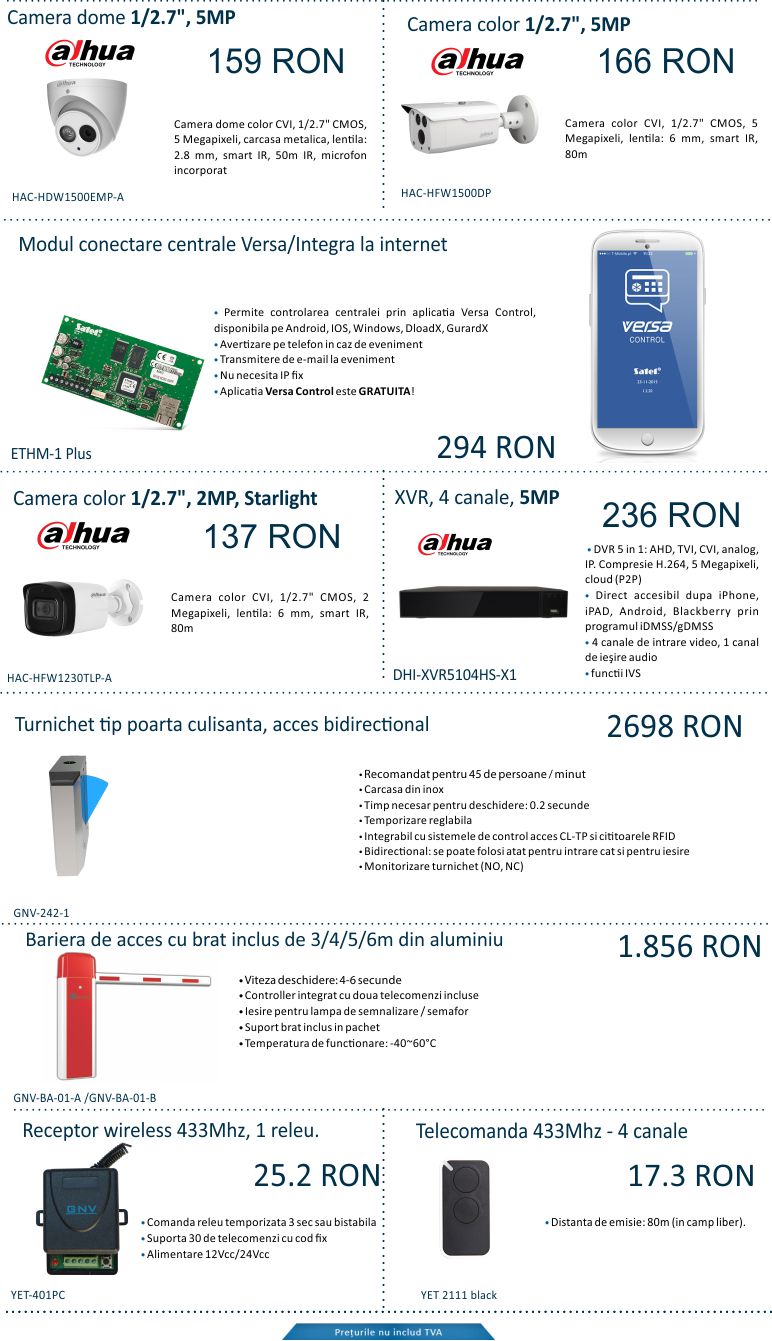 Camera dome 1/2.7", 5MP
alhua
TECHNOLOGY
159 RON
Camera dome color CVI, 1/2.7" CMOS,
5 Megapixeli, carcasa metalica, lentila:
2.8 mm, smart IR, 50m IR, microfon
incorporat
HAC-HDW1500EMP-A
Camera color 1/2.7", 5MP
alhua
TECHNOLOGY
166 RON
Camera color CVI, 1/2.7" CMOS, 5
Megapixeli, lentila: 6 mm, smart IR,
80m
HAC-HFW1500DP
Modul conectare centrale Versa/Integra la internet
• Permite controlarea centralei prin aplicatia Versa Control,
disponibila pe Android, IOS, Windows, DloadX, GurardX
• Avertizare pe telefon in caz de eveniment
• Transmitere de e-mail la eveniment
• Nu necesita IP fix
• Aplicatia Versa Control este GRATUITA!
Satel
ETHM-1 Plus
294 RON
VERSA
CONTROL
Satel
23-11-2015
Camera color 1/2.7", 2MP, Starlight
alhua
TECHNOLOGY
137 RON
Camera color CVI, 1/2.7" CMOS, 2
Megapixeli, lentila: 6 mm, smart IR,
80m
HAC-HFW1230TLP-A
XVR, 4 canale, 5MP
alhua
TECHNOLOGY
236 RON
• DVR 5 in 1: AHD, TVI, CVI, analog,
IP. Compresie H.264, 5 Megapixeli,
cloud (P2P)
• Direct accesibil dupa iPhone,
iPAD, Android, Blackberry prin
programul iDMSS/gDMSS
• 4 canale de intrare video, 1 canal
de ieşire audio
• functii IVS
DHI-XVR5104HS-X1
Turnichet tip poarta culisanta, acces bidirectional
2698 RON
• Recomandat pentru 45 de persoane / minut
• Carcasa din inox
• Timp necesar pentru deschidere: 0.2 secunde
• Temporizare reglabila
• Integrabil cu sistemele de control acces CL-TP si cititoarele RFID
• Bidirectional: se poate folosi atat pentru intrare cat si pentru iesire
• Monitorizare turnichet (NO, NC)
GNV-242-1
Bariera de acces cu brat inclus de 3/4/5/6m din aluminiu
1.856 RON
• Viteza deschidere: 4-6 secunde
• Controller integrat cu doua telecomenzi incluse
• Iesire pentru lampa de semnalizare / semafor
• Suport brat inclus in pachet
• Temperatura de functionare: -40~60°C
GNV-BA-01-A /GNV-BA-01-B
Receptor wireless 433Mhz, 1 releu.
25.2 RON
GNV
• Comanda releu temporizata 3 sec sau bistabila
• Suporta 30 de telecomenzi cu cod fix
• Alimentare 12Vcc/24Vcc
YET-401PC
Telecomanda 433Mhz - 4 canale
17.3 RON
• Distanta de emisie: 80m (in camp liber).
YET 2111 black
Prețurile nu includ TVA